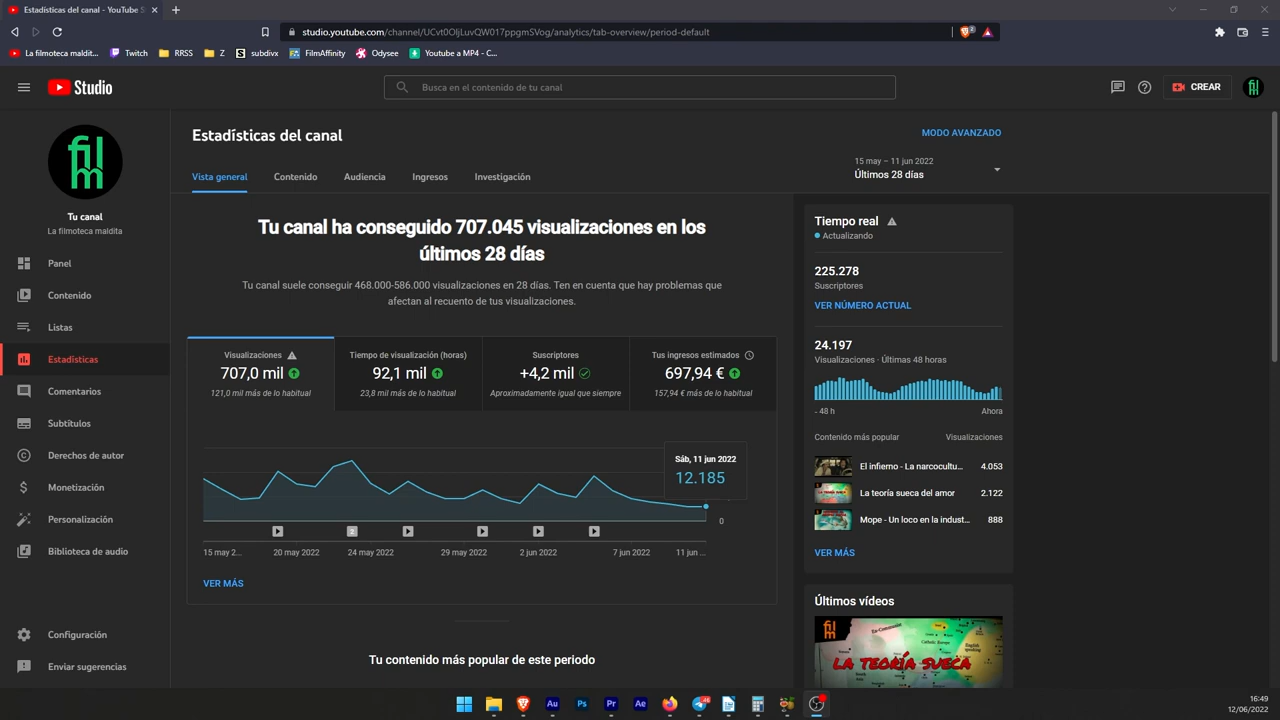 Estadísticas del canal - YouTube S
studio.youtube.com/channel/UCvt0OljLuvQW017ppgmSVog/analytics/tab-overview/period-default
2
La filmoteca maldit...
Twitch
RRSS
Z
subdivx
FilmAffinity
Odysee
Youtube a MP4 - C...
Studio
Busca en el contenido de tu canal
CREAR
film
film
Tu canal
La filmoteca maldita
Panel
Contenido
Listas
Estadísticas
Comentarios
Subtítulos
Derechos de autor
Monetización
Personalización
Biblioteca de audio
Configuración
Enviar sugerencias
Estadísticas del canal
MODO AVANZADO
Vista general
Contenido
Audiencia
Ingresos
Investigación
15 may – 11 jun 2022
Últimos 28 días
Tu canal ha conseguido 707.045 visualizaciones en los
últimos 28 días
Tu canal suele conseguir 468.000-586.000 visualizaciones en 28 días. Ten en cuenta que hay problemas que
afectan al recuento de tus visualizaciones.
Visualizaciones
707,0 mil
121,0 mil más de lo habitual
Tiempo de visualización (horas)
92,1 mil
23,8 mil más de lo habitual
Suscriptores
+4,2 mil
Aproximadamente igual que siempre
Tus ingresos estimados
697,94 €
157,94 € más de lo habitual
Sáb, 11 jun 2022
12.185
0
2
15 may 2...
20 may 2022
24 may 2022
29 may 2022
2 jun 2022
7 jun 2022
11 jun ...
VER MÁS
Tu contenido más popular de este periodo
Tiempo real
Actualizando
225.278
Suscriptores
VER NÚMERO ACTUAL
24.197
Visualizaciones · Últimas 48 horas
- 48 h
Ahora
Contenido más popular
Visualizaciones
El infierno - La narcocultu...
4.053
La teoría sueca del amor
2.122
Mope - Un loco en la indust...
888
VER MÁS
Últimos vídeos
film
LA TEORÍA SUECA
Au
Ps
Pr
Ae
16:49
12/06/2022